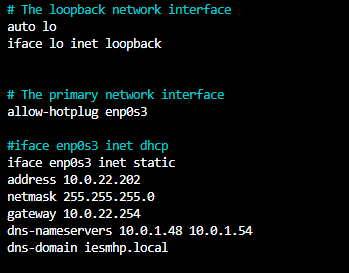 # The loopback network interface
auto lo
iface lo inet loopback
# The primary network interface
allow-hotplug enp0s3
#iface enp0s3 inet dhcp
iface enp0s3 inet static
address 10.0.22.202
netmask 255.255.255.0
gateway 10.0.22.254
dns-nameservers 10.0.1.48 10.0.1.54
dns-domain iesmhp.local